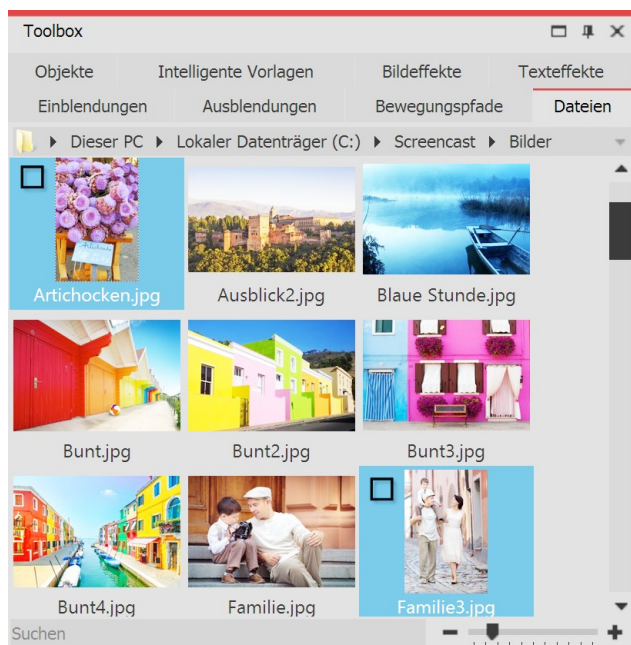 Toolbox
Objekte Intelligente Vorlagen Bildeffekte Texteffekte
Einblendungen Ausblendungen Bewegungspfade Dateien
Dieser PC Lokaler Datenträger (C:) Screencast Bilder
Artichocken.jpg Ausblick2.jpg Blaue Stunde.jpg
Bunt.jpg Bunt2.jpg Bunt3.jpg
Bunt4.jpg Familie.jpg Familie3.jpg
Suchen